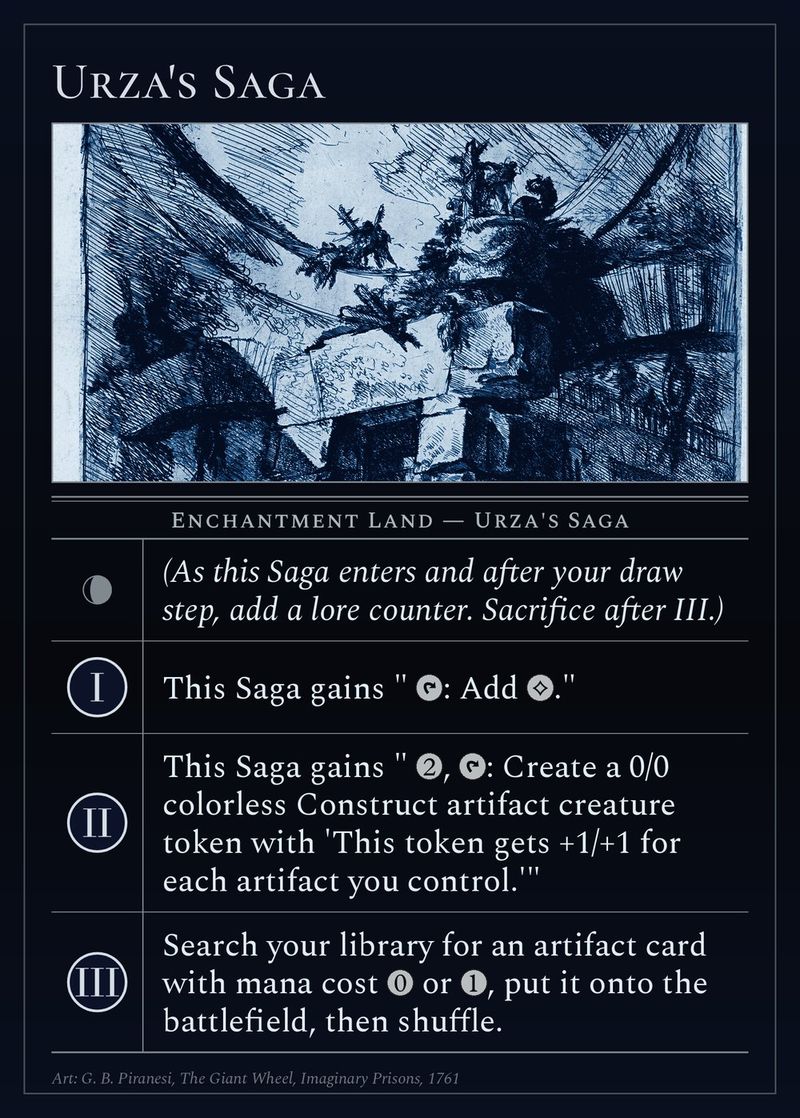 Urza's Saga
Enchantment Land — Urza's Saga
(As this Saga enters and after your draw
step, add a lore counter. Sacrifice after III.)
I
This Saga gains " : Add ."
II
This Saga gains " 2, : Create a 0/0
colorless Construct artifact creature
token with 'This token gets +1/+1 for
each artifact you control.'"
III
Search your library for an artifact card
with mana cost 0 or 1, put it onto the
battlefield, then shuffle.
Art: G. B. Piranesi, The Giant Wheel, Imaginary Prisons, 1761